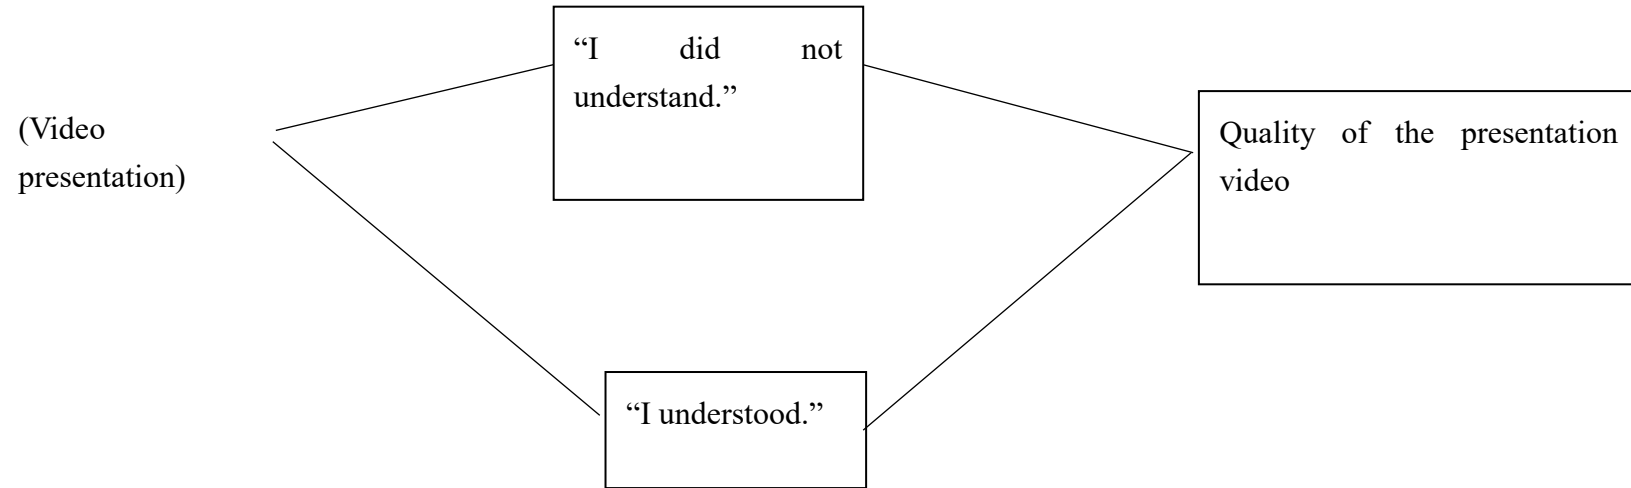 (Video
presentation)
“I did not
understand.”
“I understood.”
Quality of the presentation
video